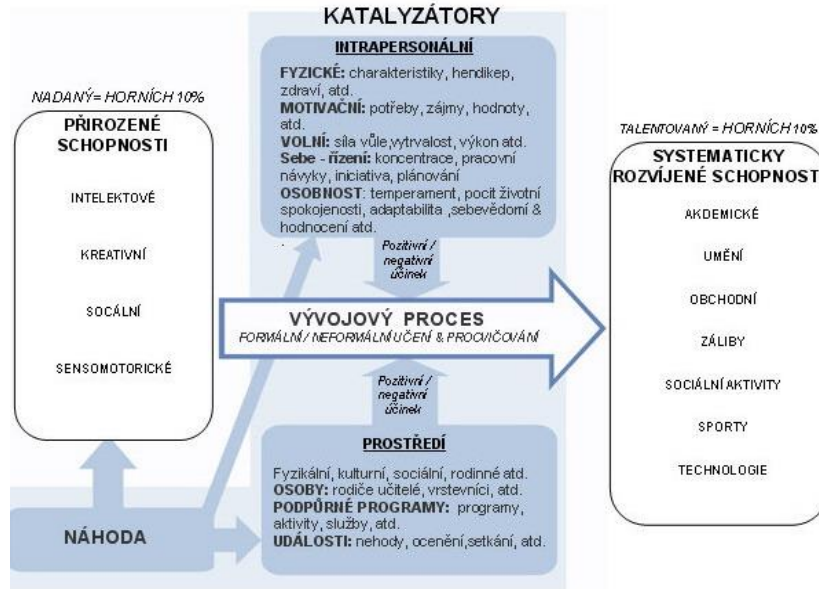 KATALYZÁTORY
INTRAPERSONÁLNÍ
FYZICKÉ: charakteristiky, hendikep,
zdraví, atd.
MOTIVAČNÍ: potřeby, zájmy, hodnoty,
atd.
VOLNÍ: síla vůle,vytrvalost, výkon atd.
Sebe - řízení: koncentrace, pracovní
návyky, iniciativa, plánování
OSOBNOST: temperament, pocit životní
spokojenosti, adaptabilita ,sebevědomí &
hodnocení atd.
.
NADANÝ= HORNÍCH 10%
PŘIROZENÉ
SCHOPNOSTI
INTELEKTOVÉ
KREATIVNÍ
SOCÁLNÍ
SENSOMOTORICKÉ
Pozitivní /
negativní
účinek
VÝVOJOVÝ PROCES
FORMÁLNÍ / NEFORMÁLNÍ UČENÍ & PROCVIČOVÁNÍ
Pozitivní /
negativní
účinek
PROSTŘEDÍ
Fyzikální, kulturní, sociální, rodinné atd.
OSOBY: rodiče učitelé, vrstevníci, atd.
PODPŮRNÉ PROGRAMY: programy,
aktivity, služby, atd.
UDÁLOSTI: nehody, ocenění,setkání, atd.
NÁHODA
TALENTOVANÝ = HORNÍCH 10%
SYSTEMATICKY
ROZVÍJENÉ SCHOPNOST
AKDEMICKÉ
UMĚNÍ
OBCHODNÍ
ZÁLIBY
SOCIÁLNÍ AKTIVITY
SPORTY
TECHNOLOGIE